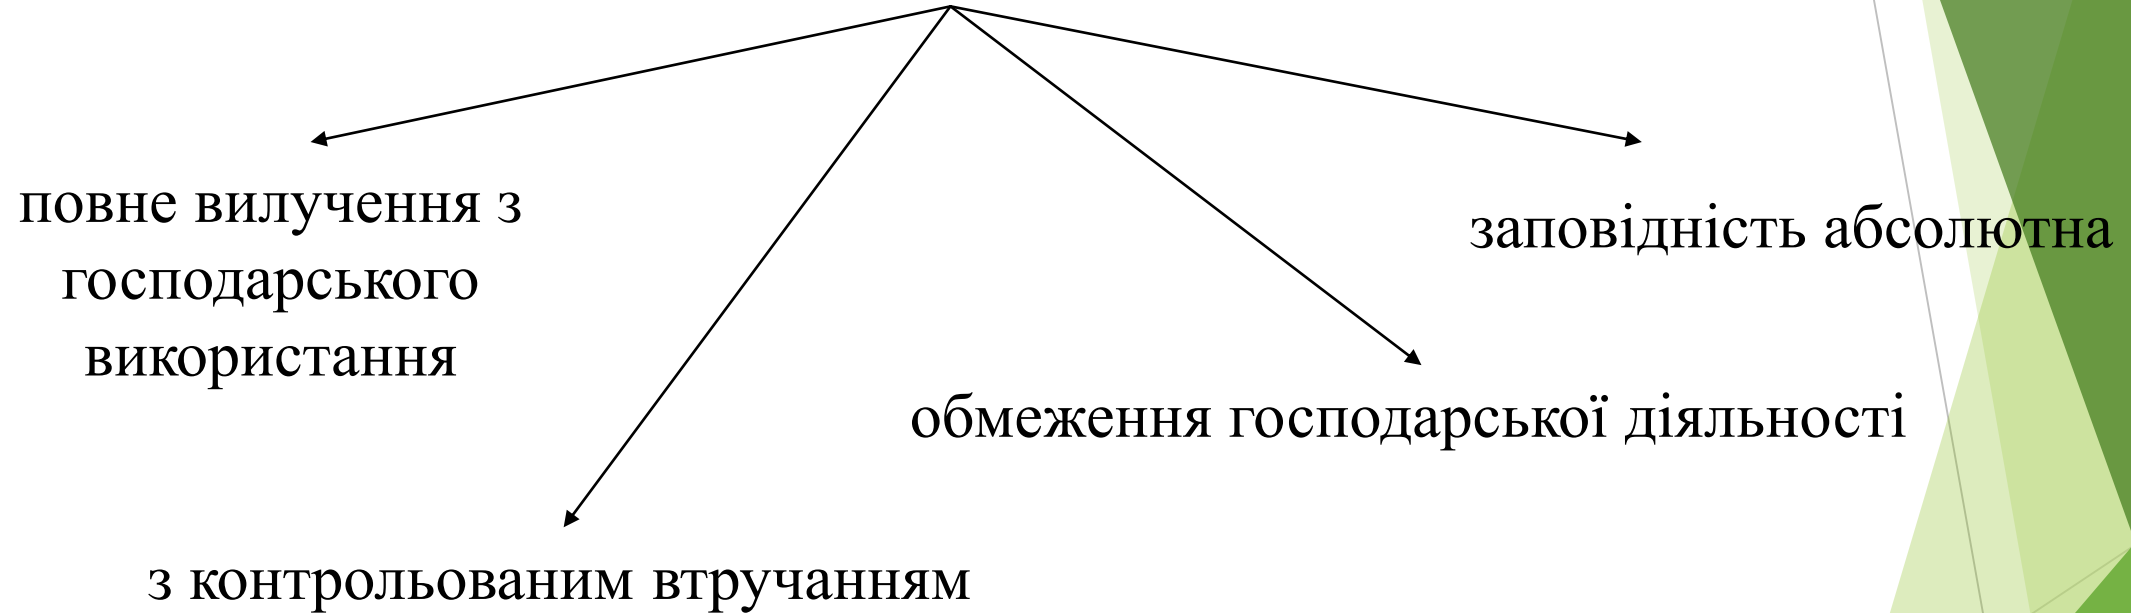 повне вилучення з
господарського
використання
заповідність абсолютна
обмеження господарської діяльності
з контрольованим втручанням